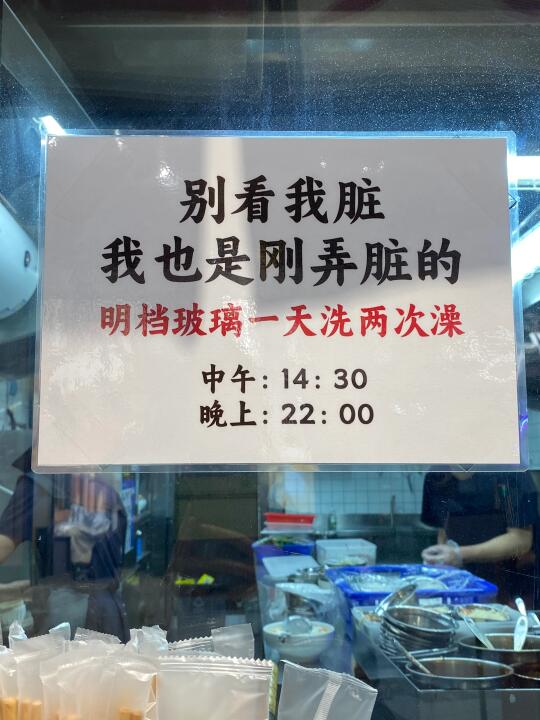 别看我脏
我也是刚弄脏的
明档玻璃一天洗两次澡
中午：14：30
晚上：22：00